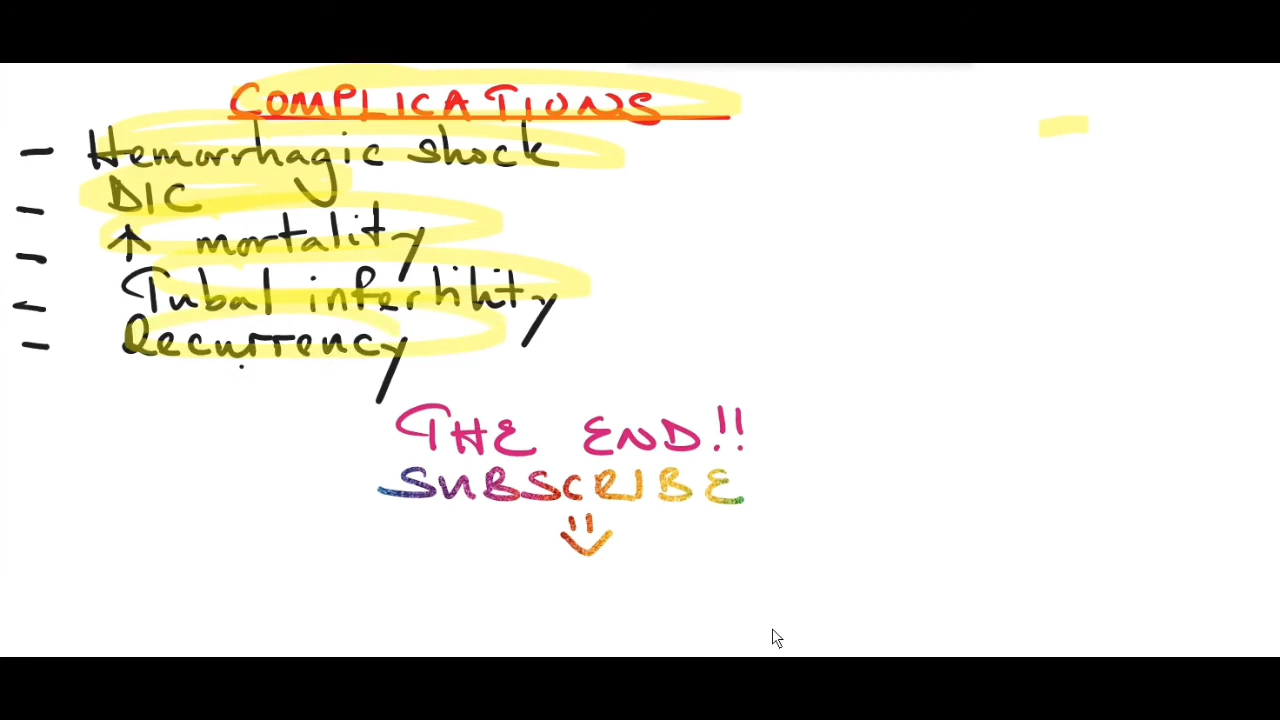 COMPLICATIONS
- Hemorrhagic shock
- DIC
- ↑ mortality
- Tubal infertility
- Recurrency
THE END!!
SUBSCRIBE